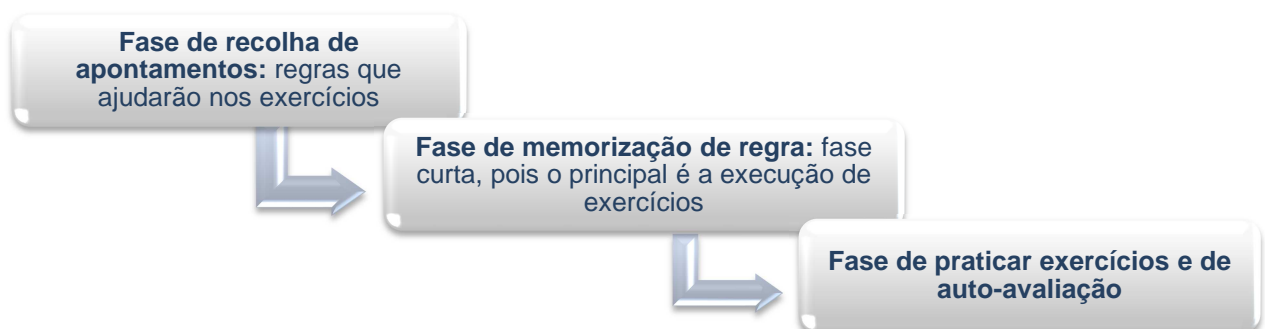 Fase de recolha de
apontamentos: regras que
ajudarão nos exercícios
Fase de memorização de regra: fase
curta, pois o principal é a execução de
exercícios
Fase de praticar exercícios e de
auto-avaliação